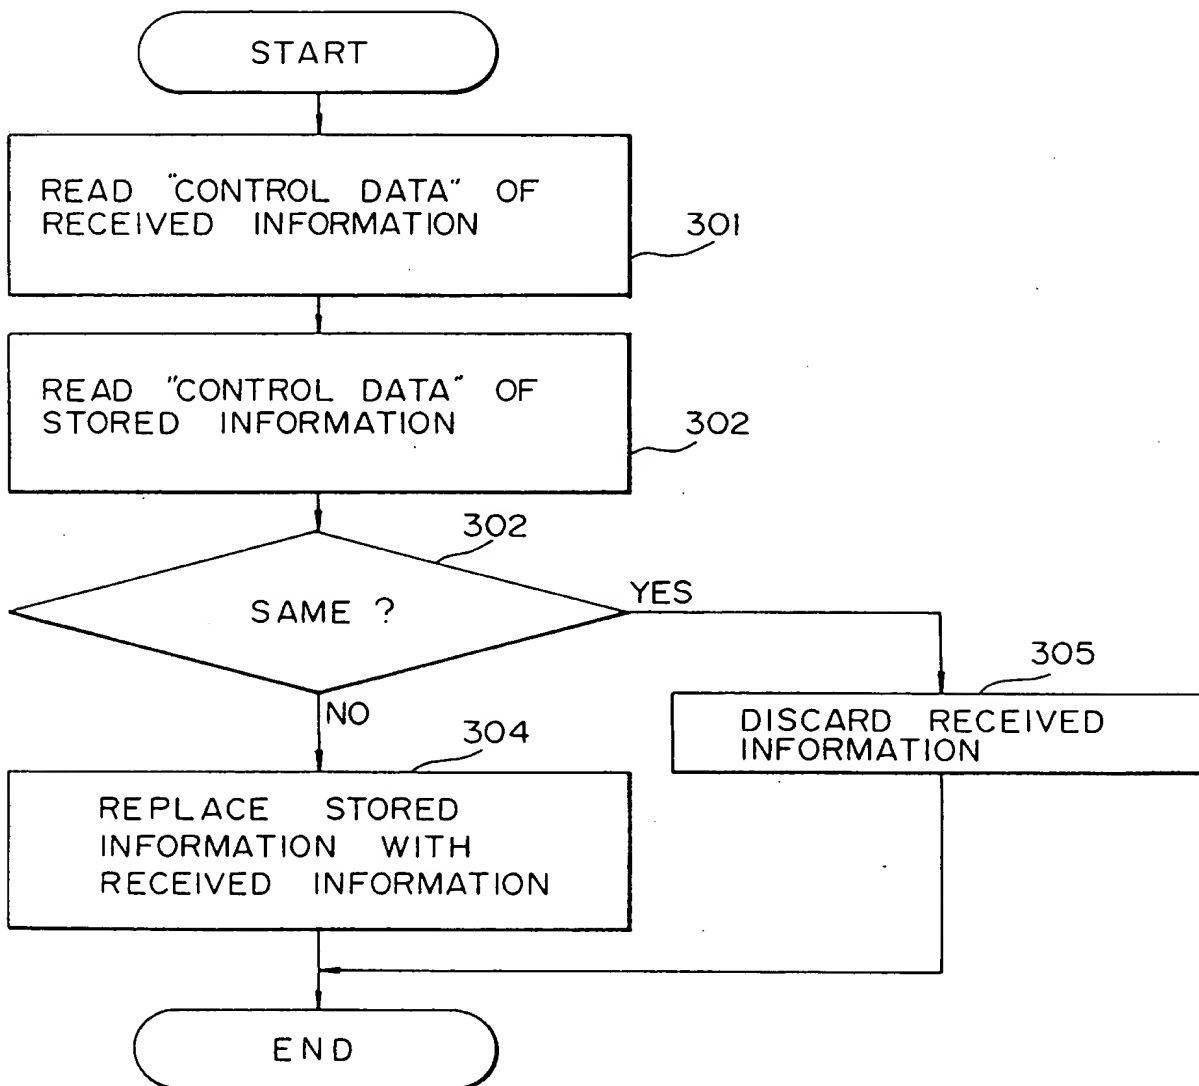 START
READ "CONTROL DATA" OF
RECEIVED INFORMATION
301
READ "CONTROL DATA" OF
STORED INFORMATION
302
302
SAME ?
YES
NO
305
DISCARD RECEIVED
INFORMATION
304
REPLACE STORED
INFORMATION WITH
RECEIVED INFORMATION
END